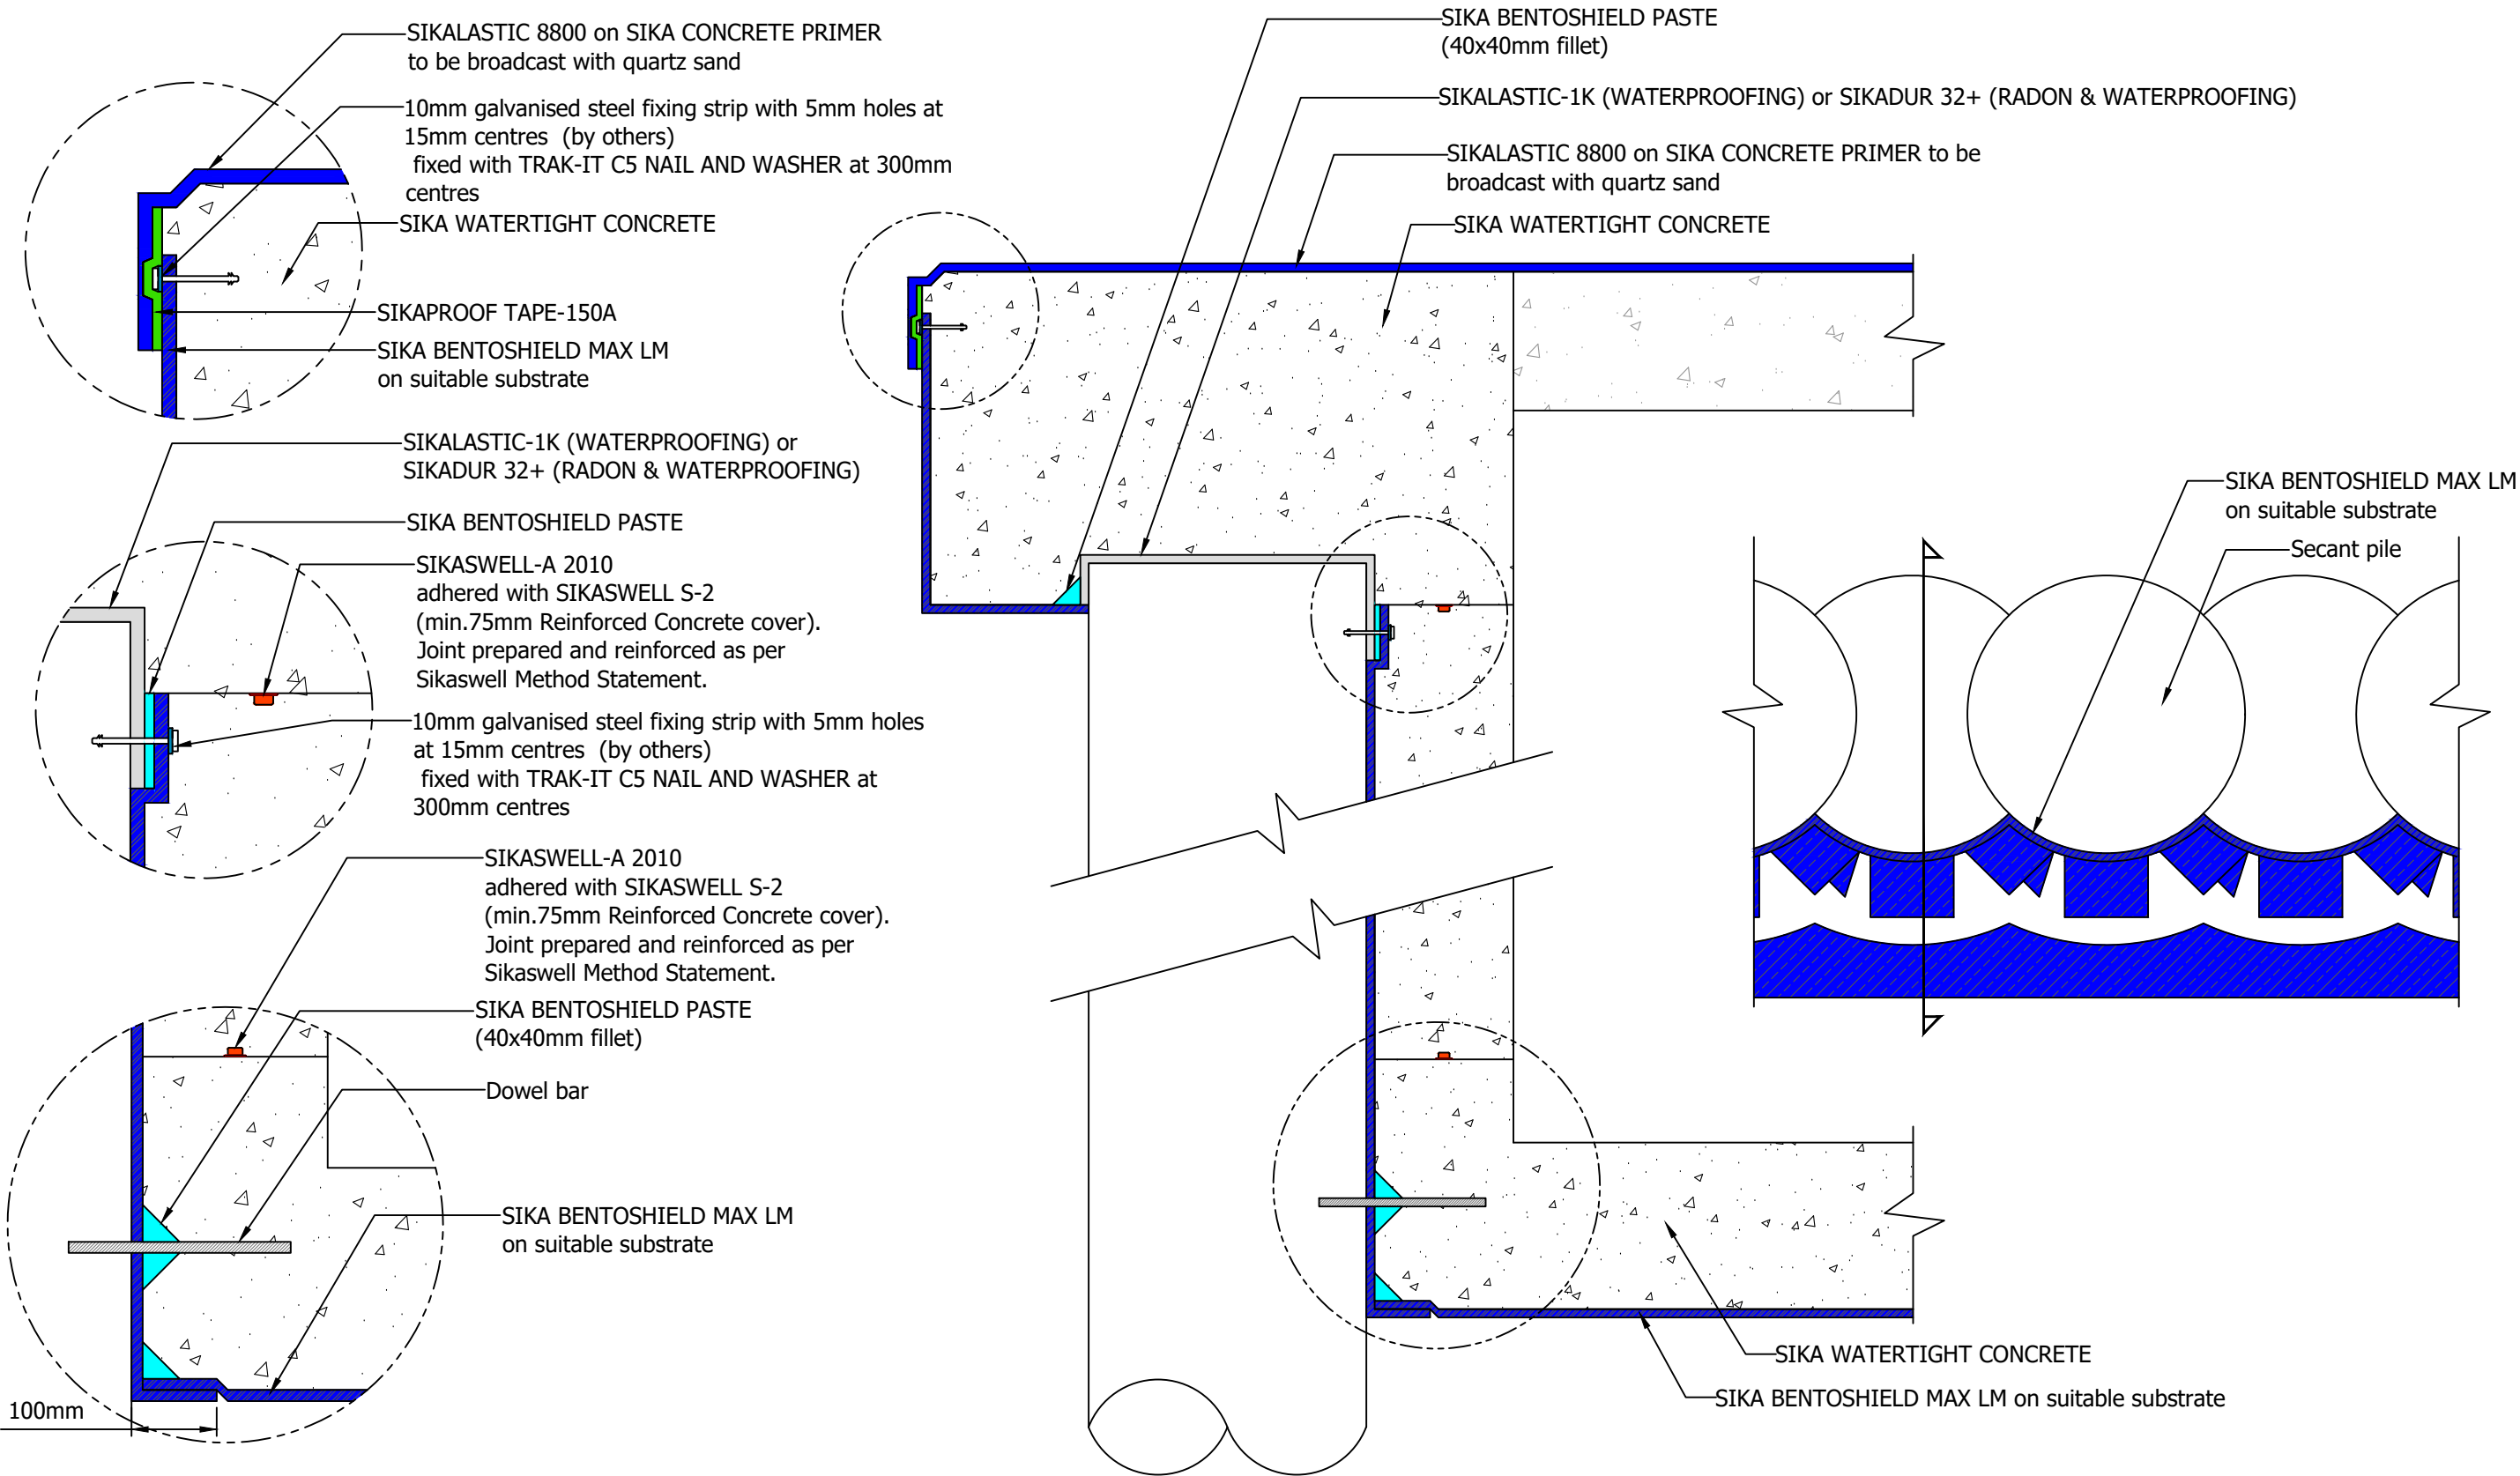 SIKALASTIC 8800 on SIKA CONCRETE PRIMER
to be broadcast with quartz sand
10mm galvanised steel fixing strip with 5mm holes at
15mm centres (by others)
fixed with TRAK-IT C5 NAIL AND WASHER at 300mm
centres
SIKA WATERTIGHT CONCRETE
SIKAPROOF TAPE-150A
SIKA BENTOSHIELD MAX LM
on suitable substrate
SIKALASTIC-1K (WATERPROOFING) or
SIKADUR 32+ (RADON & WATERPROOFING)
SIKA BENTOSHIELD PASTE
SIKASWELL-A 2010
adhered with SIKASWELL S-2
(min.75mm Reinforced Concrete cover).
Joint prepared and reinforced as per
Sikaswell Method Statement.
10mm galvanised steel fixing strip with 5mm holes
at 15mm centres (by others)
fixed with TRAK-IT C5 NAIL AND WASHER at
300mm centres
SIKASWELL-A 2010
adhered with SIKASWELL S-2
(min.75mm Reinforced Concrete cover).
Joint prepared and reinforced as per
Sikaswell Method Statement.
SIKA BENTOSHIELD PASTE
(40x40mm fillet)
Dowel bar
SIKA BENTOSHIELD MAX LM
on suitable substrate
100mm
SIKA BENTOSHIELD PASTE
(40x40mm fillet)
SIKALASTIC-1K (WATERPROOFING) or SIKADUR 32+ (RADON & WATERPROOFING)
SIKALASTIC 8800 on SIKA CONCRETE PRIMER to be
broadcast with quartz sand
SIKA WATERTIGHT CONCRETE
SIKA BENTOSHIELD MAX LM
on suitable substrate
Secant pile
SIKA WATERTIGHT CONCRETE
SIKA BENTOSHIELD MAX LM on suitable substrate